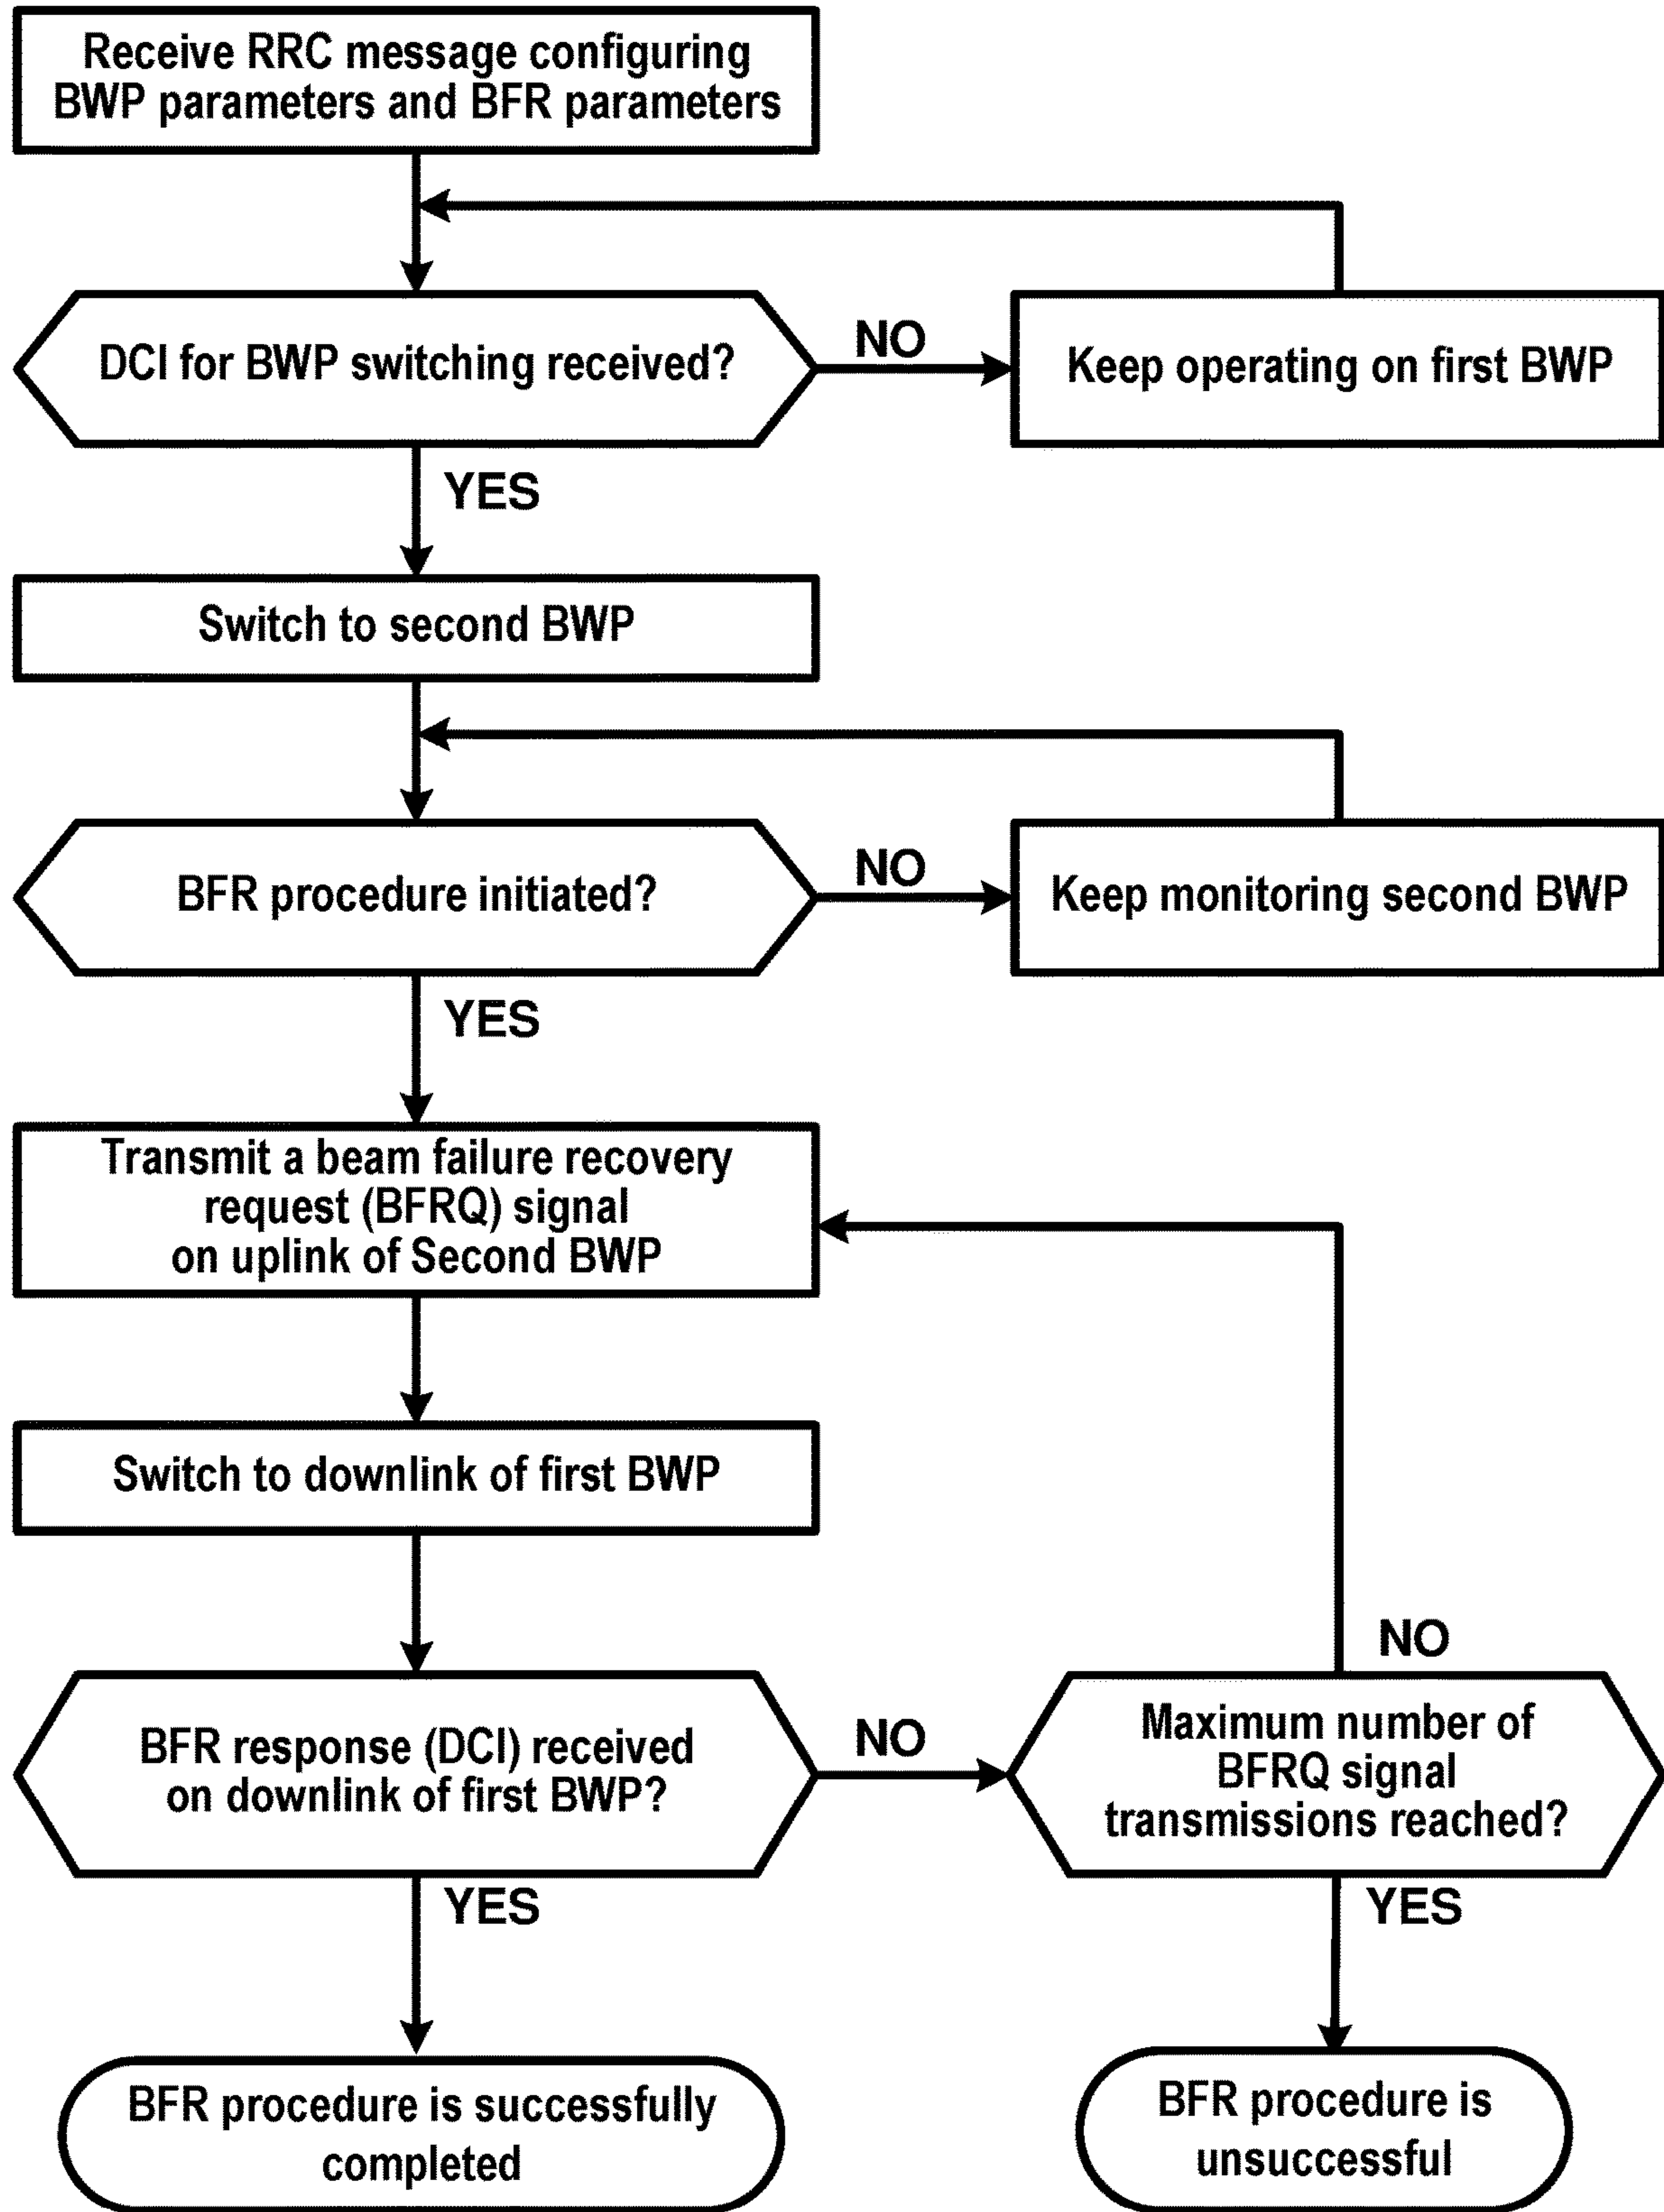 Receive RRC message configuring
BWP parameters and BFR parameters
DCI for BWP switching received?
NO
Keep operating on first BWP
YES
Switch to second BWP
BFR procedure initiated?
NO
Keep monitoring second BWP
YES
Transmit a beam failure recovery
request (BFRQ) signal
on uplink of Second BWP
Switch to downlink of first BWP
BFR response (DCI) received
on downlink of first BWP?
NO
NO
Maximum number of
BFRQ signal
transmissions reached?
YES
YES
BFR procedure is successfully
completed
BFR procedure is
unsuccessful